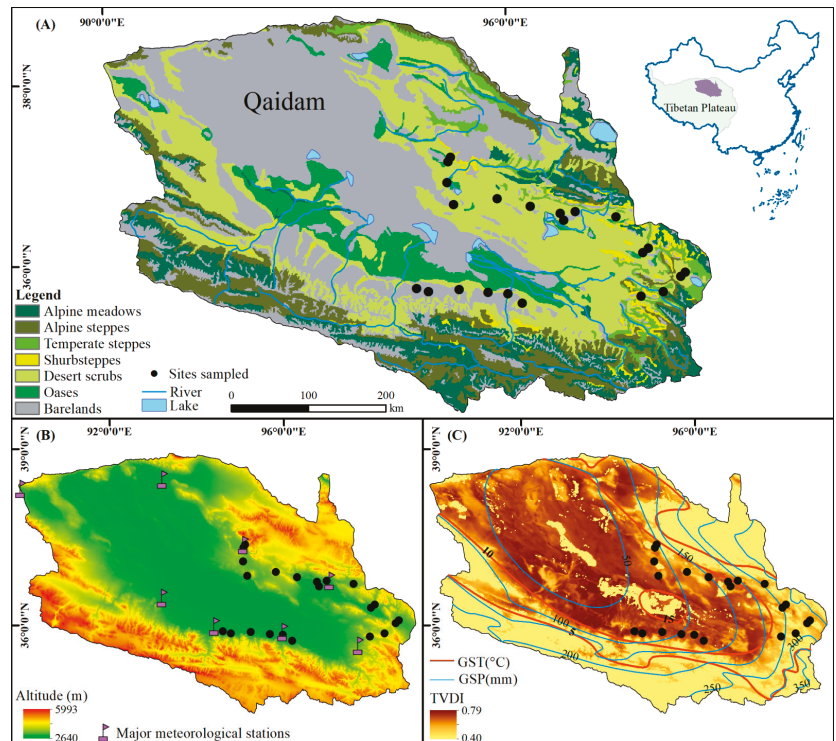 (A)
90°0'0"
96°0'0"
38°0'0"N
36°0'0"N
Qaidam
Tibetan Plateau
Legend
Alpine meadows
Alpine steppes
Temperate steppes
Shurbsteppes
Desert scrubs
Oases
Barelands
Sites sampled
River
Lake
0 100 200
km
(B)
92°0'0"E
96°0'0"E
39°0'0"N
36°0'0"N
Altitude (m)
5993
2640
Major meteorological stations
(C)
92°0'0"E
96°0'0"E
39°0'0"N
36°0'0"N
10
50
150
15
100
5
200
300
250
350
GST(°C)
GSP(mm)
TVDI
0.79
0.40